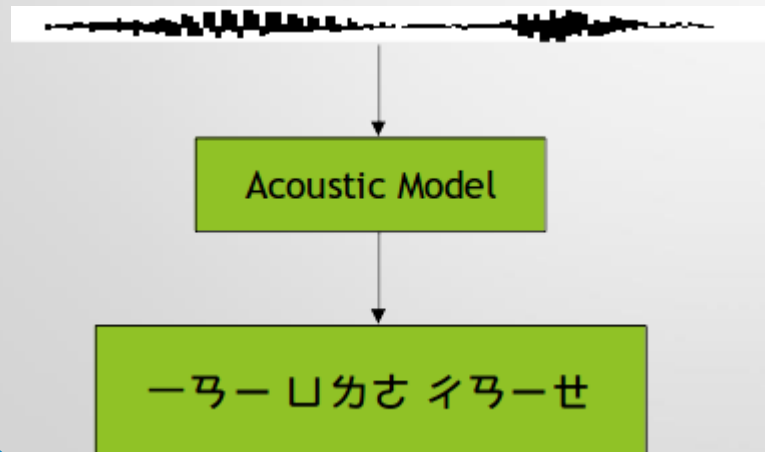 Acoustic Model
ㄧㄢㄧ ㄩㄌㄜ ㄔㄢㄧㄝ